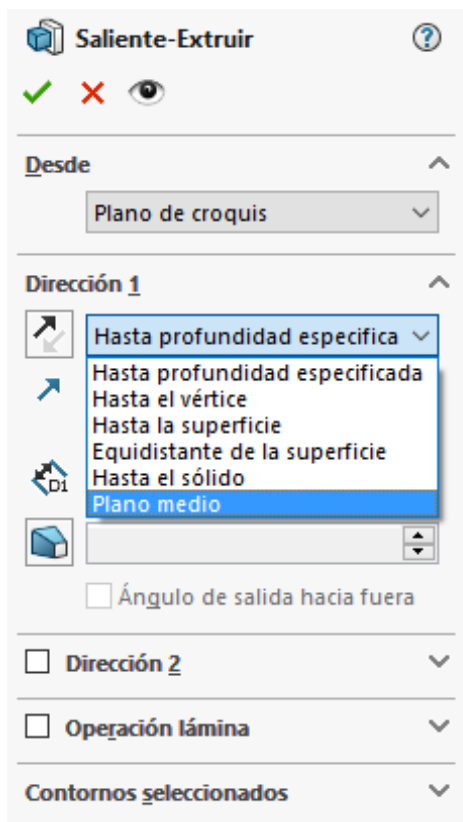 Saliente-Extruir
Desde
Plano de croquis
Dirección 1
Hasta profundidad especifica
Hasta profundidad especificada
Hasta el vértice
Hasta la superficie
Equidistante de la superficie
Hasta el sólido
D1
Plano medio
Ángulo de salida hacia fuera
Dirección 2
Operación lámina
Contornos seleccionados